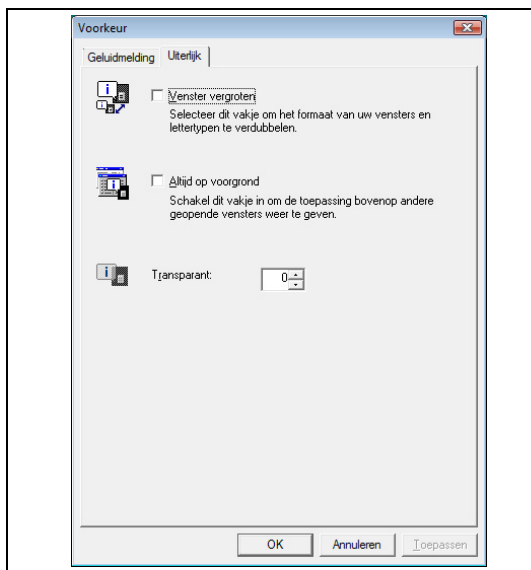 Voorkeur
Geluidmelding Uiterlijk
Venster vergroten
Selecteer dit vakje om het formaat van uw vensters en
lettertypen te verdubbelen.
Altijd op voorgrond
Schakel dit vakje in om de toepassing bovenop andere
geopende vensters weer te geven.
Transparant: 0
OK Annuleren Toepassen